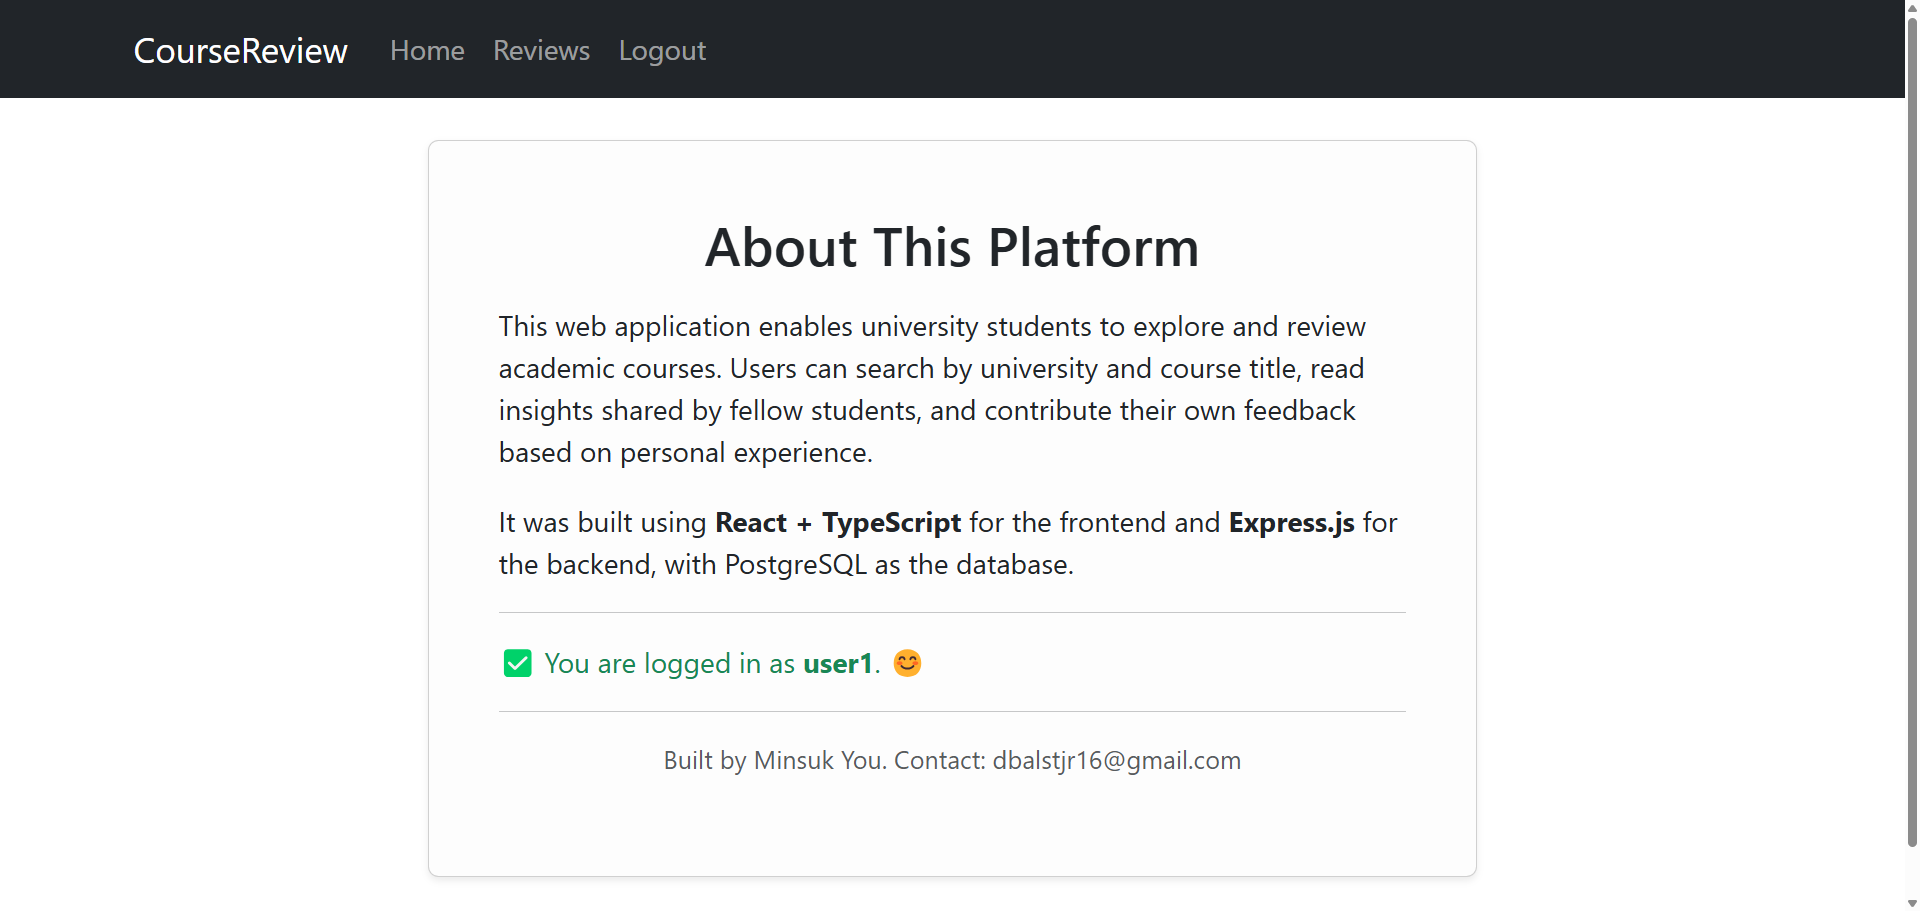 CourseReview Home Reviews Logout
About This Platform
This web application enables university students to explore and review
academic courses. Users can search by university and course title, read
insights shared by fellow students, and contribute their own feedback
based on personal experience.
It was built using React + TypeScript for the frontend and Express.js for
the backend, with PostgreSQL as the database.
✅ You are logged in as user1. 😊
Built by Minsuk You. Contact: dbalstjr16@gmail.com